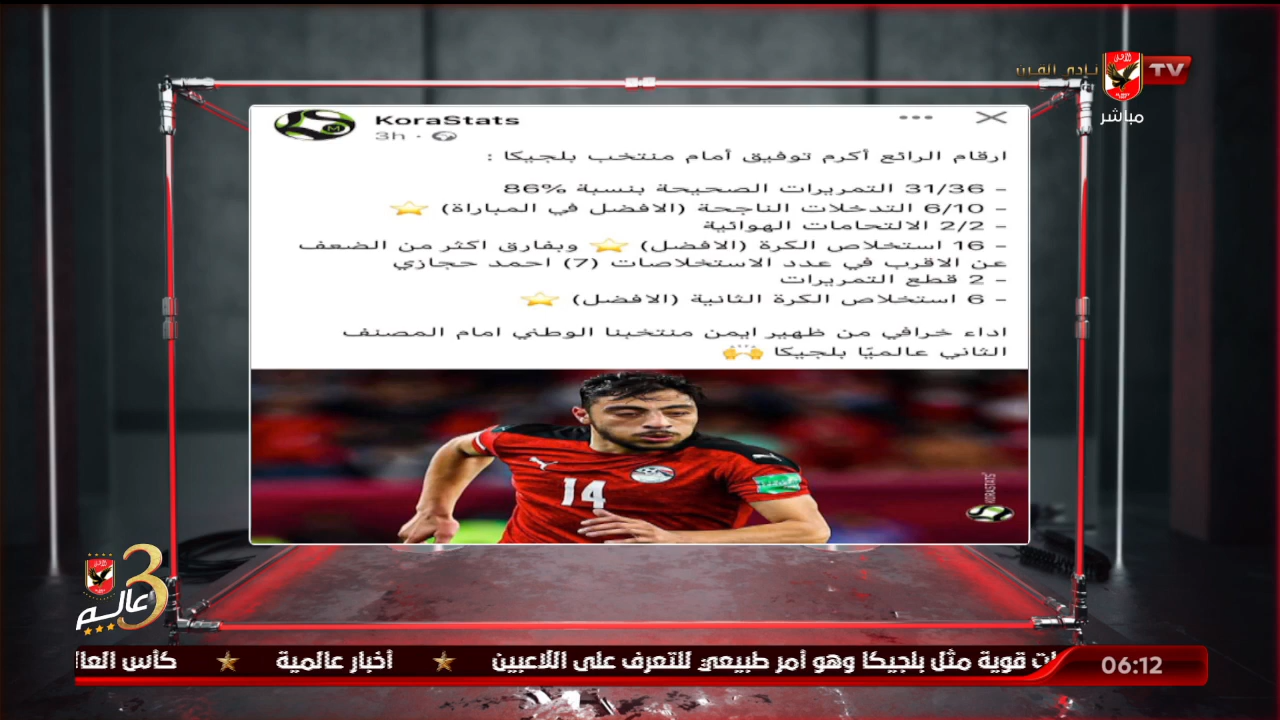 نادي القرن
TV
مباشر
KoraStats
3h ·
ارقام الرائع أكرم توفيق أمام منتخب بلجيكا :
- 31/36 التمريرات الصحيحة بنسبة 86%
- 6/10 التدخلات الناجحة (الافضل في المباراة) ⭐
- 2/2 الالتحامات الهوائية
- 16 استخلاص الكرة (الافضل) ⭐ وبفارق اكثر من الضعف
عن الاقرب في عدد الاستخلاصات (7) احمد حجازي
- 2 قطع التمريرات
- 6 استخلاص الكرة الثانية (الافضل) ⭐
اداء خرافي من ظهير ايمن منتخبنا الوطني امام المصنف
الثاني عالميًا بلجيكا 🙌
14
KORASTATS
3 عالم
ات قوية مثل بلجيكا وهو أمر طبيعي للتعرف على اللاعبين ★ أخبار عالمية ★ كأس العا
06:12